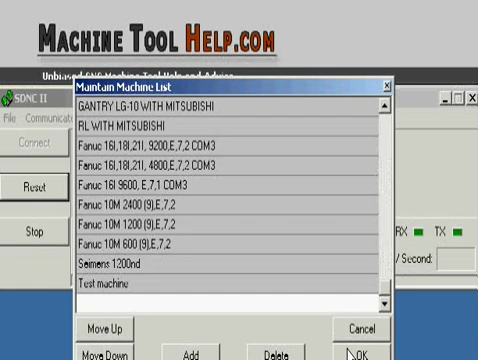 MACHINE TOOL HELP.COM
Unbiased CNC Machine Tool Help and Advice
Maintain Machine List
SDNC II
GANTRY LG-10 WITH MITSUBISHI
File Communicat
RL WITH MITSUBISHI
Connect
Fanuc 16I,18I,21I, 9200,E,7,2 COM3
Fanuc 16I,18I,21I, 4800,E,7,2 COM3
Reset
Fanuc 16I 9600, E,7,1 COM3
Fanuc 10M 2400 (9),E,7,2
Fanuc 10M 1200 (9),E,7,2
Stop
RX TX
Fanuc 10M 600 (9),E,7,2
Seimens 1200nd
/ Second:
Test machine
Move Up Cancel
Move Down Add Delete OK